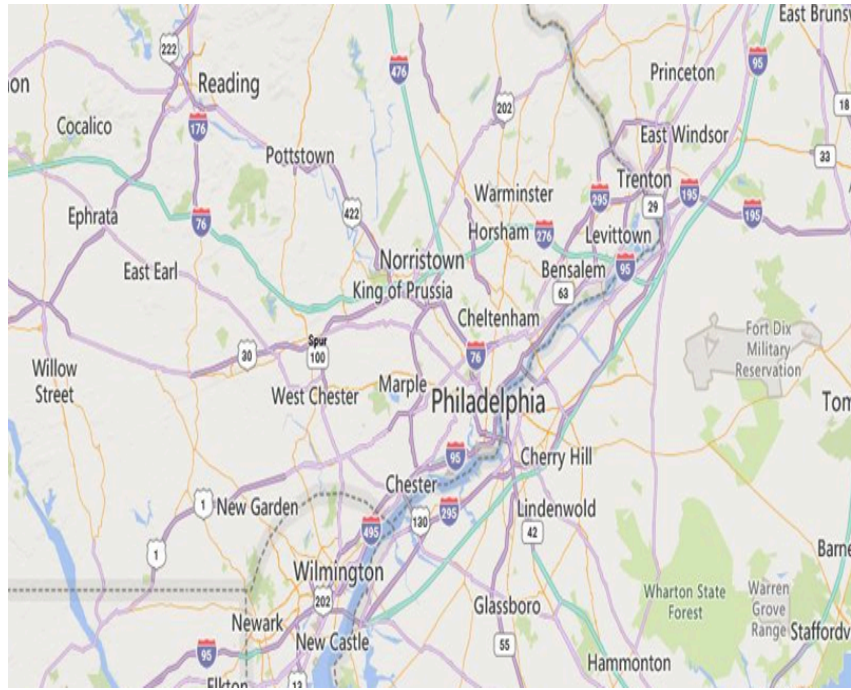 East Brunsv
222
Reading
476
95
Princeton
on
202
18
Cocalico
176
East Windsor
Pottstown
33
Trenton
Warminster
295
195
29
Ephrata
76
422
Horsham
276
Levittown
195
East Earl
Norristown
Bensalem
95
King of Prussia
63
Cheltenham
Fort Dix
Military
Reservation
30
Spur
100
76
Willow
Street
West Chester
Marple
Philadelphia
Tom
95
Cherry Hill
Chester
1
New Garden
295
Lindenwold
130
495
42
1
Barne
Wilmington
Wharton State
Forest
Warren
Grove
Range
202
Glassboro
Newark
New Castle
Staffordv
95
55
Hammonton
Elkton
13